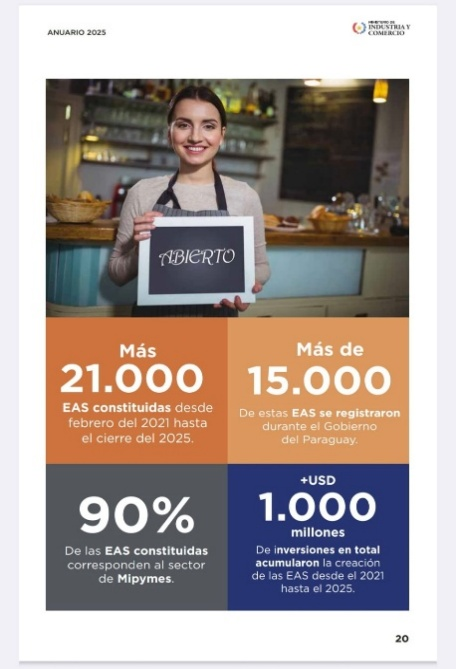 ANUARIO 2025
MINISTERIO DE
INDUSTRIA Y
COMERCIO
ABIERTO
Más
21.000
EAS constituidas desde
febrero del 2021 hasta
el cierre del 2025.
Más de
15.000
De estas EAS se registraron
durante el Gobierno
del Paraguay.
90%
De las EAS constituidas
corresponden al sector
de Mipymes.
+USD
1.000
millones
De inversiones en total
acumularon la creación
de las EAS desde el 2021
hasta el 2025.
20